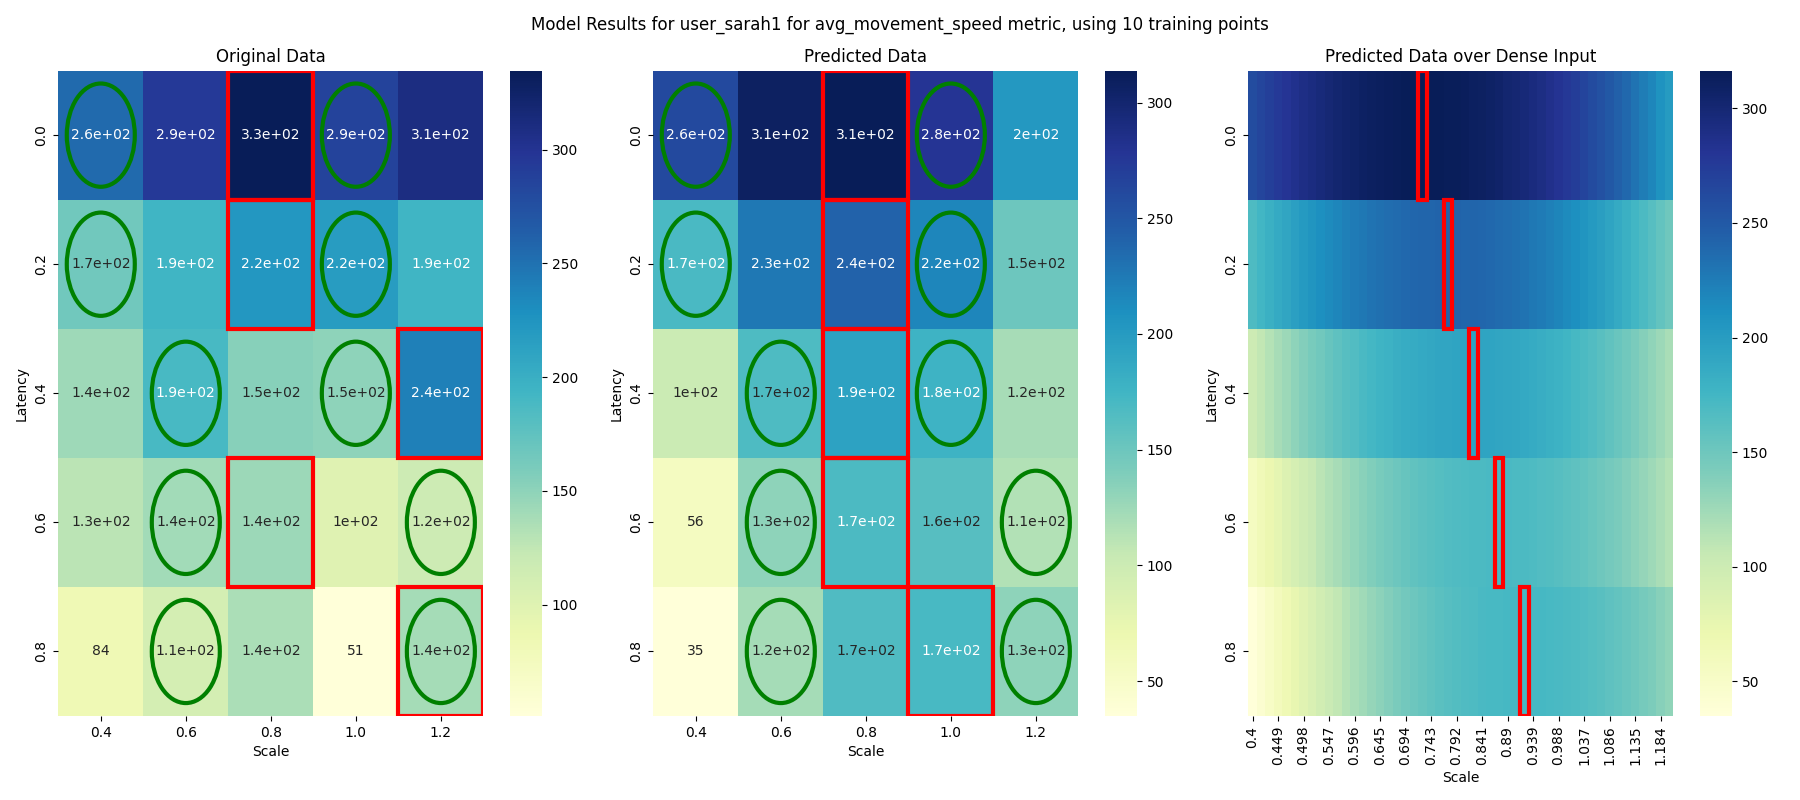 Model Results for user_sarah1 for avg_movement_speed metric, using 10 training points
Original Data
Latency
0.0
2.6e+02 2.9e+02 3.3e+02 2.9e+02 3.1e+02
0.2
1.7e+02 1.9e+02 2.2e+02 2.2e+02 1.9e+02
0.4
1.4e+02 1.9e+02 1.5e+02 1.5e+02 2.4e+02
0.6
1.3e+02 1.4e+02 1.4e+02 1e+02 1.2e+02
0.8
84 1.1e+02 1.4e+02 51 1.4e+02
0.4 0.6 0.8 1.0 1.2
Scale
300
250
200
150
100
Predicted Data
Latency
0.0
2.6e+02 3.1e+02 3.1e+02 2.8e+02 2e+02
0.2
1.7e+02 2.3e+02 2.4e+02 2.2e+02 1.5e+02
0.4
1e+02 1.7e+02 1.9e+02 1.8e+02 1.2e+02
0.6
56 1.3e+02 1.7e+02 1.6e+02 1.1e+02
0.8
35 1.2e+02 1.7e+02 1.7e+02 1.3e+02
0.4 0.6 0.8 1.0 1.2
Scale
300
250
200
150
100
50
Predicted Data over Dense Input
Latency
0.0
0.2
0.4
0.6
0.8
0.4 0.449 0.498 0.547 0.596 0.645 0.694 0.743 0.792 0.841 0.89 0.939 0.988 1.037 1.086 1.135 1.184
Scale
300
250
200
150
100
50